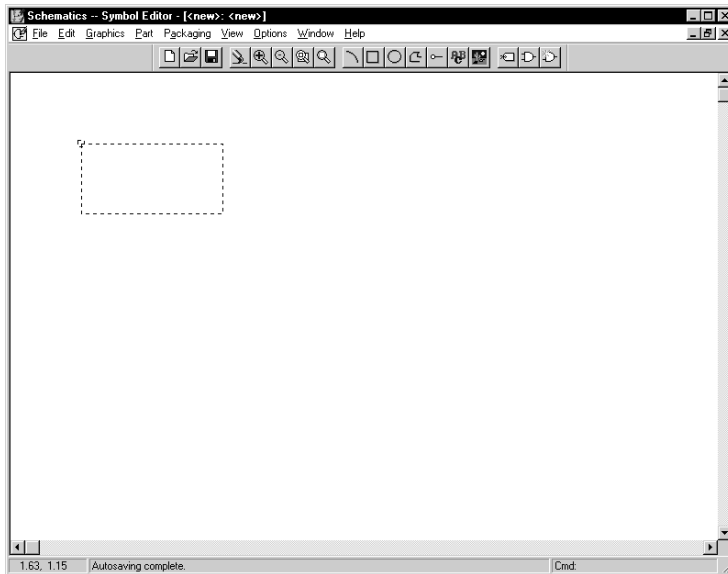 Schematics -- Symbol Editor - [<new>: <new>]
File Edit Graphics Part Packaging View Options Window Help
1.63, 1.15 Autosaving complete. Cmd: